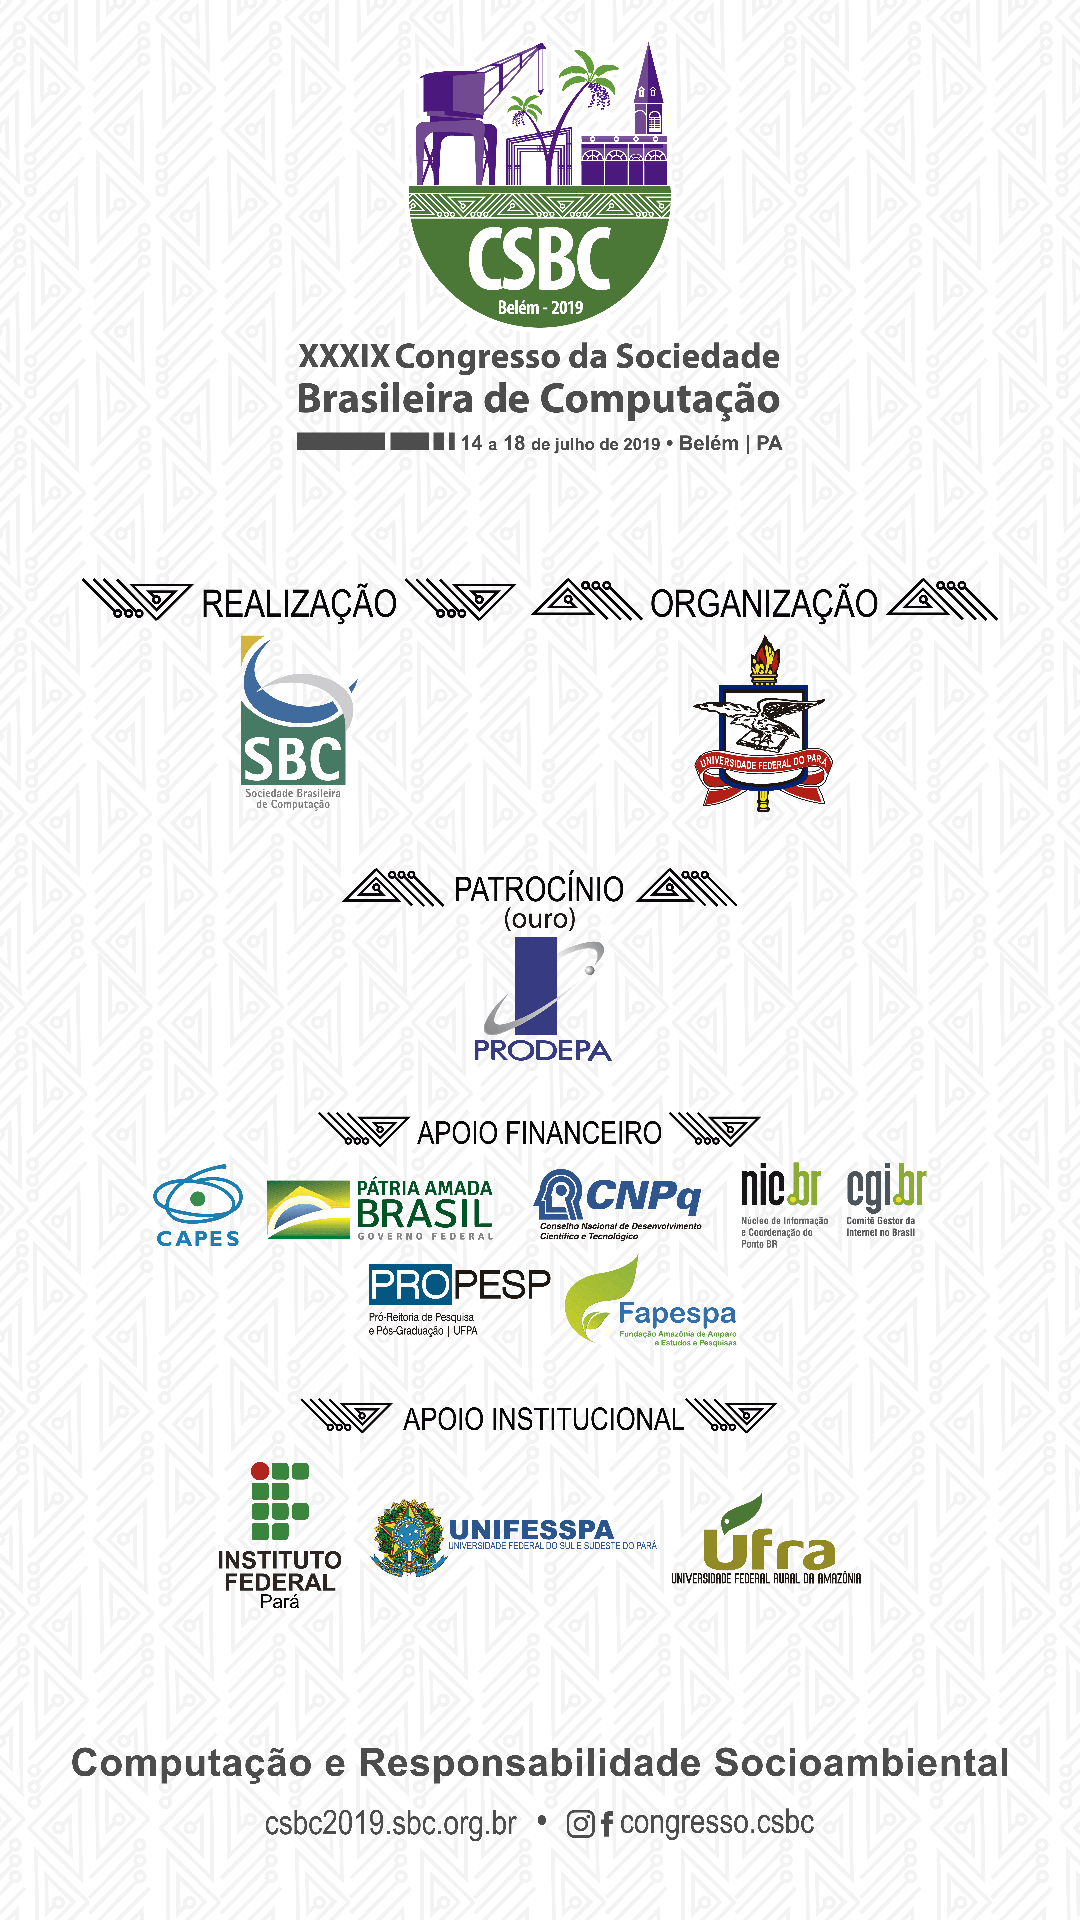 CSBC
Belém - 2019
XXXIX Congresso da Sociedade
Brasileira de Computação
14 a 18 de julho de 2019 • Belém | PA
REALIZAÇÃO
ORGANIZAÇÃO
SBC
Sociedade Brasileira
de Computação
UNIVERSIDADE FEDERAL DO PARÁ
PATROCÍNIO
(ouro)
PRODEPA
APOIO FINANCEIRO
CAPES
PÁTRIA AMADA
BRASIL
GOVERNO FEDERAL
CNPq
Conselho Nacional de Desenvolvimento
Científico e Tecnológico
nic.br
Núcleo de Informação
e Coordenação do
Ponto BR
cgi.br
Comitê Gestor da
Internet no Brasil
PROPESP
Pró-Reitoria de Pesquisa
e Pós-Graduação | UFPA
Fapespa
Fundação Amazônia de Amparo
a Estudos e Pesquisas
APOIO INSTITUCIONAL
INSTITUTO
FEDERAL
Pará
UNIFESSPA
UNIVERSIDADE FEDERAL DO SUL E SUDESTE DO PARÁ
Ufra
UNIVERSIDADE FEDERAL RURAL DA AMAZÔNIA
Computação e Responsabilidade Socioambiental
csbc2019.sbc.org.br • congresso.csbc